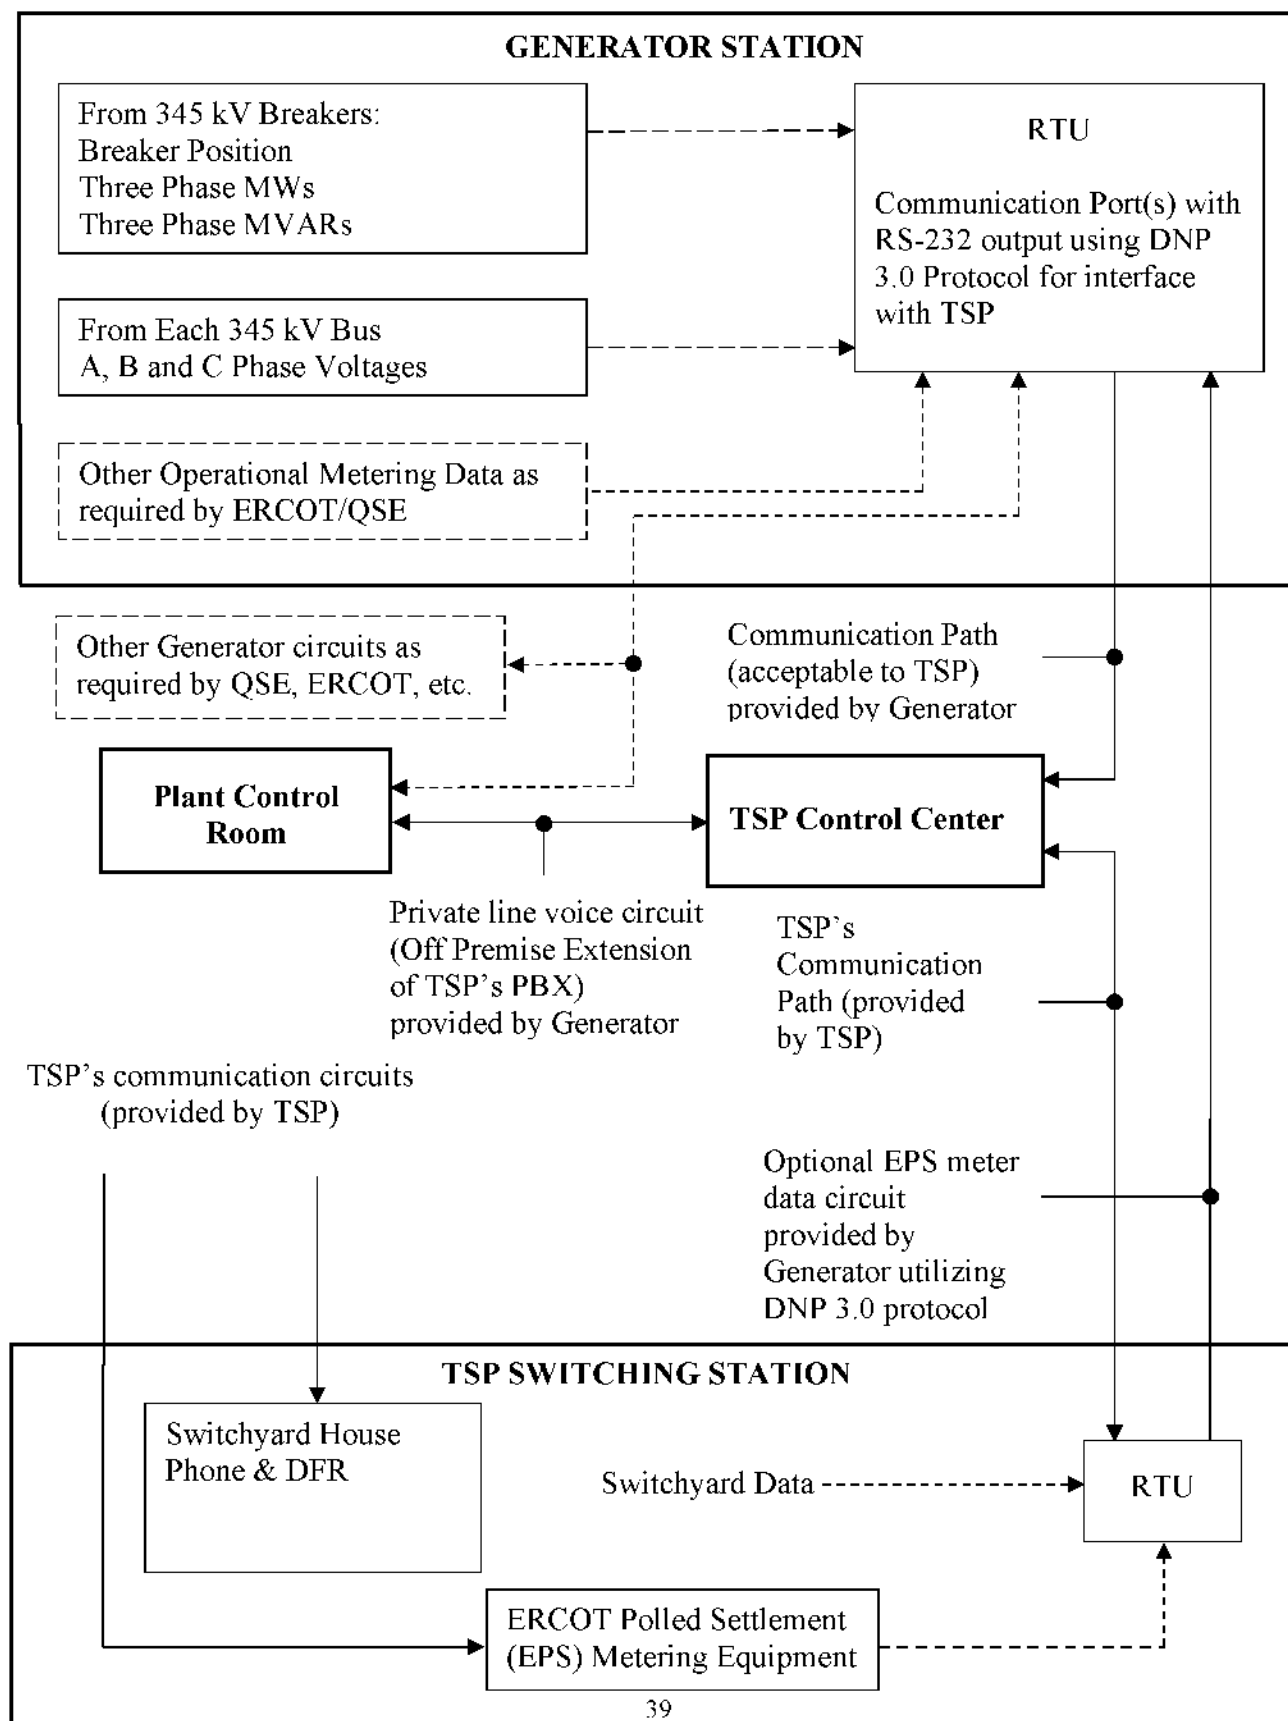 GENERATOR STATION
From 345 kV Breakers:
Breaker Position
Three Phase MWs
Three Phase MVARs
RTU
Communication Port(s) with
RS-232 output using DNP
3.0 Protocol for interface
with TSP
From Each 345 kV Bus
A, B and C Phase Voltages
Other Operational Metering Data as
required by ERCOT/QSE
Other Generator circuits as
required by QSE, ERCOT, etc.
Communication Path
(acceptable to TSP)
provided by Generator
Plant Control
Room
TSP Control Center
Private line voice circuit
(Off Premise Extension
of TSP's PBX)
provided by Generator
TSP's
Communication
Path (provided
by TSP)
TSP's communication circuits
(provided by TSP)
Optional EPS meter
data circuit
provided by
Generator utilizing
DNP 3.0 protocol
TSP SWITCHING STATION
Switchyard House
Phone & DFR
Switchyard Data
RTU
ERCOT Polled Settlement
(EPS) Metering Equipment
39